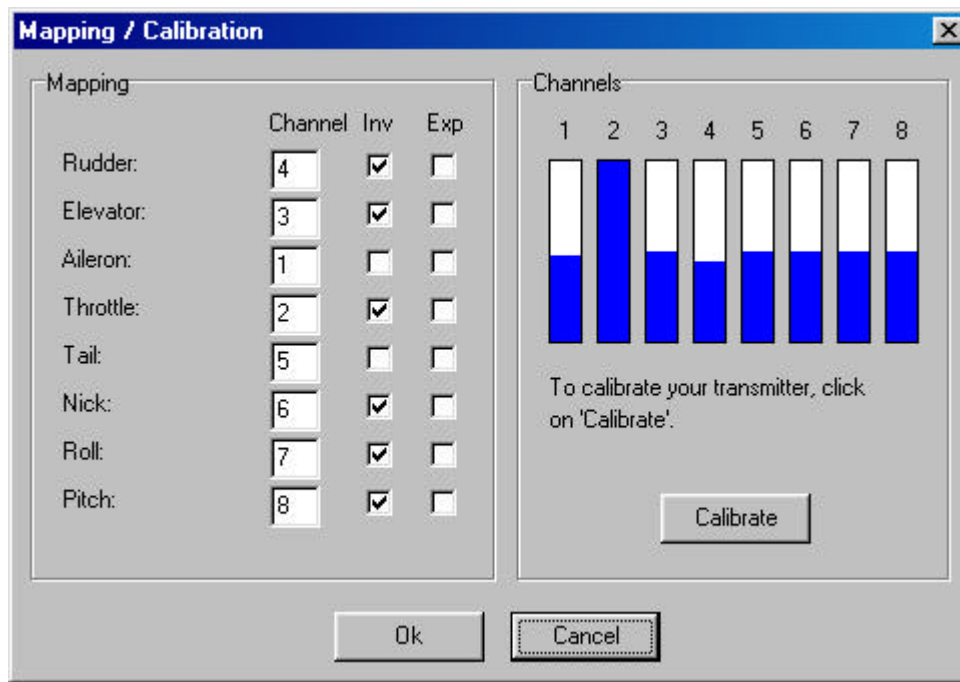 Mapping / Calibration
Mapping
Channel Inv Exp
Rudder: 4
Elevator: 3
Aileron: 1
Throttle: 2
Tail: 5
Nick: 6
Roll: 7
Pitch: 8
Channels
1 2 3 4 5 6 7 8
To calibrate your transmitter, click
on 'Calibrate'.
Calibrate
Ok Cancel